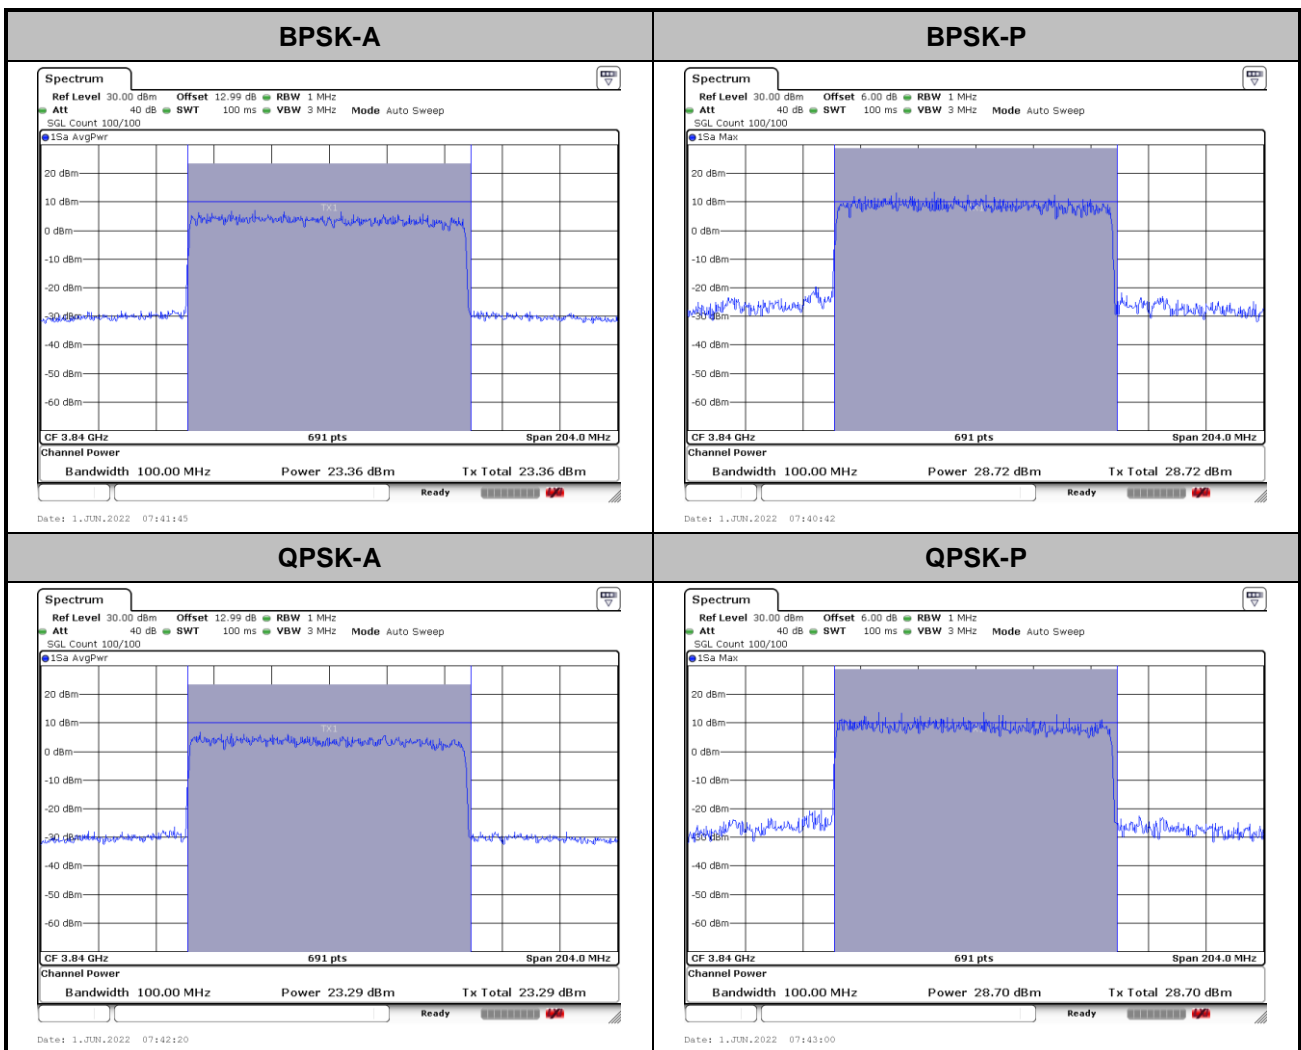 BPSK-A
BPSK-P
Spectrum
Ref Level 30.00 dBm Offset 12.99 dB RBW 1 MHz
Att 40 dB SWT 100 ms VBW 3 MHz Mode Auto Sweep
SGL Count 100/100
1Sa AvgPwr
20 dBm
10 dBm
TX1
0 dBm
-10 dBm
-20 dBm
-30 dBm
-40 dBm
-50 dBm
-60 dBm
CF 3.84 GHz 691 pts Span 204.0 MHz
Channel Power
Bandwidth 100.00 MHz Power 23.36 dBm Tx Total 23.36 dBm
Ready
Date: 1.JUN.2022 07:41:45
Spectrum
Ref Level 30.00 dBm Offset 6.00 dB RBW 1 MHz
Att 40 dB SWT 100 ms VBW 3 MHz Mode Auto Sweep
SGL Count 100/100
1Sa Max
20 dBm
10 dBm
0 dBm
-10 dBm
-20 dBm
-30 dBm
-40 dBm
-50 dBm
-60 dBm
CF 3.84 GHz 691 pts Span 204.0 MHz
Channel Power
Bandwidth 100.00 MHz Power 28.72 dBm Tx Total 28.72 dBm
Ready
Date: 1.JUN.2022 07:40:42
QPSK-A
QPSK-P
Spectrum
Ref Level 30.00 dBm Offset 12.99 dB RBW 1 MHz
Att 40 dB SWT 100 ms VBW 3 MHz Mode Auto Sweep
SGL Count 100/100
1Sa AvgPwr
20 dBm
10 dBm
TX1
0 dBm
-10 dBm
-20 dBm
-30 dBm
-40 dBm
-50 dBm
-60 dBm
CF 3.84 GHz 691 pts Span 204.0 MHz
Channel Power
Bandwidth 100.00 MHz Power 23.29 dBm Tx Total 23.29 dBm
Ready
Date: 1.JUN.2022 07:42:20
Spectrum
Ref Level 30.00 dBm Offset 6.00 dB RBW 1 MHz
Att 40 dB SWT 100 ms VBW 3 MHz Mode Auto Sweep
SGL Count 100/100
1Sa Max
20 dBm
10 dBm
0 dBm
-10 dBm
-20 dBm
-30 dBm
-40 dBm
-50 dBm
-60 dBm
CF 3.84 GHz 691 pts Span 204.0 MHz
Channel Power
Bandwidth 100.00 MHz Power 28.70 dBm Tx Total 28.70 dBm
Ready
Date: 1.JUN.2022 07:43:00